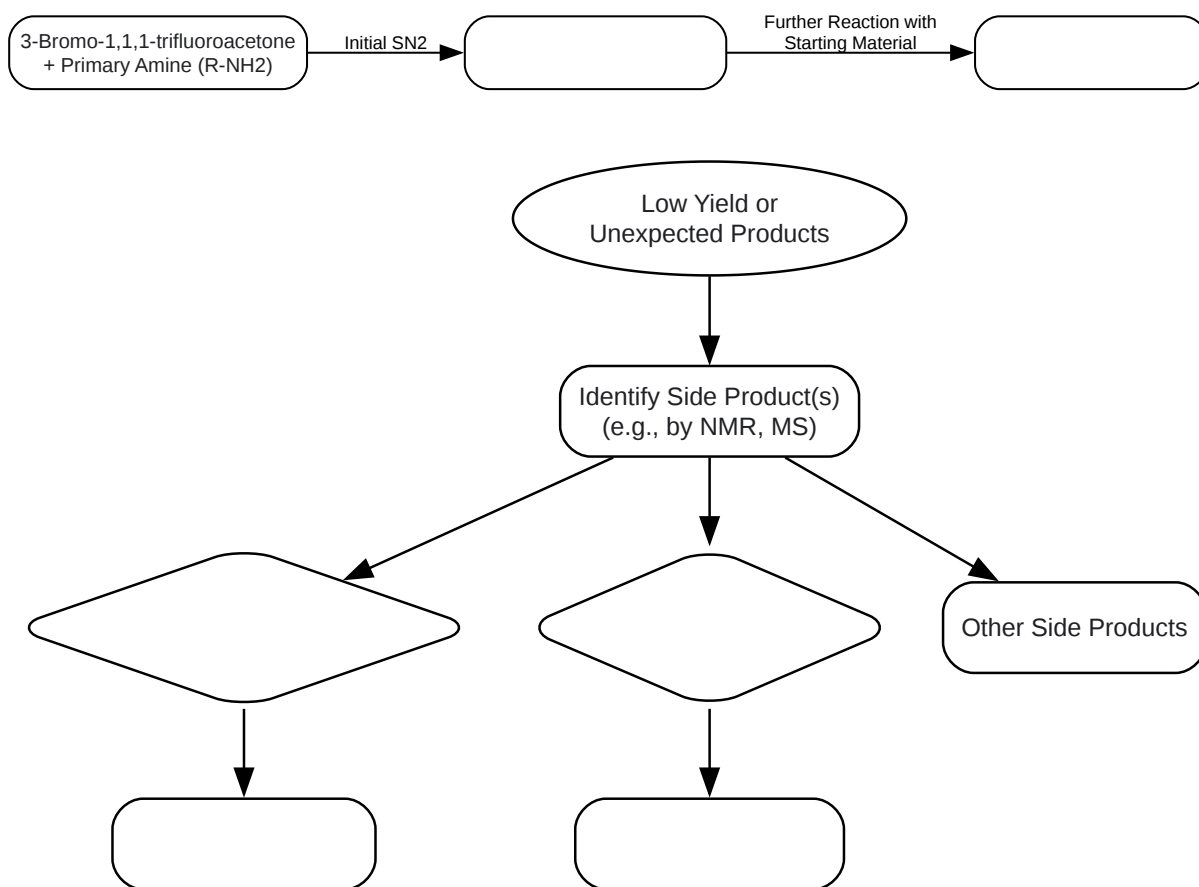 3-Bromo-1,1,1-trifluoroacetone
+ Primary Amine (R-NH2)
Initial SN2
Further Reaction with
Starting Material
Low Yield or
Unexpected Products
Identify Side Product(s)
(e.g., by NMR, MS)
Other Side Products